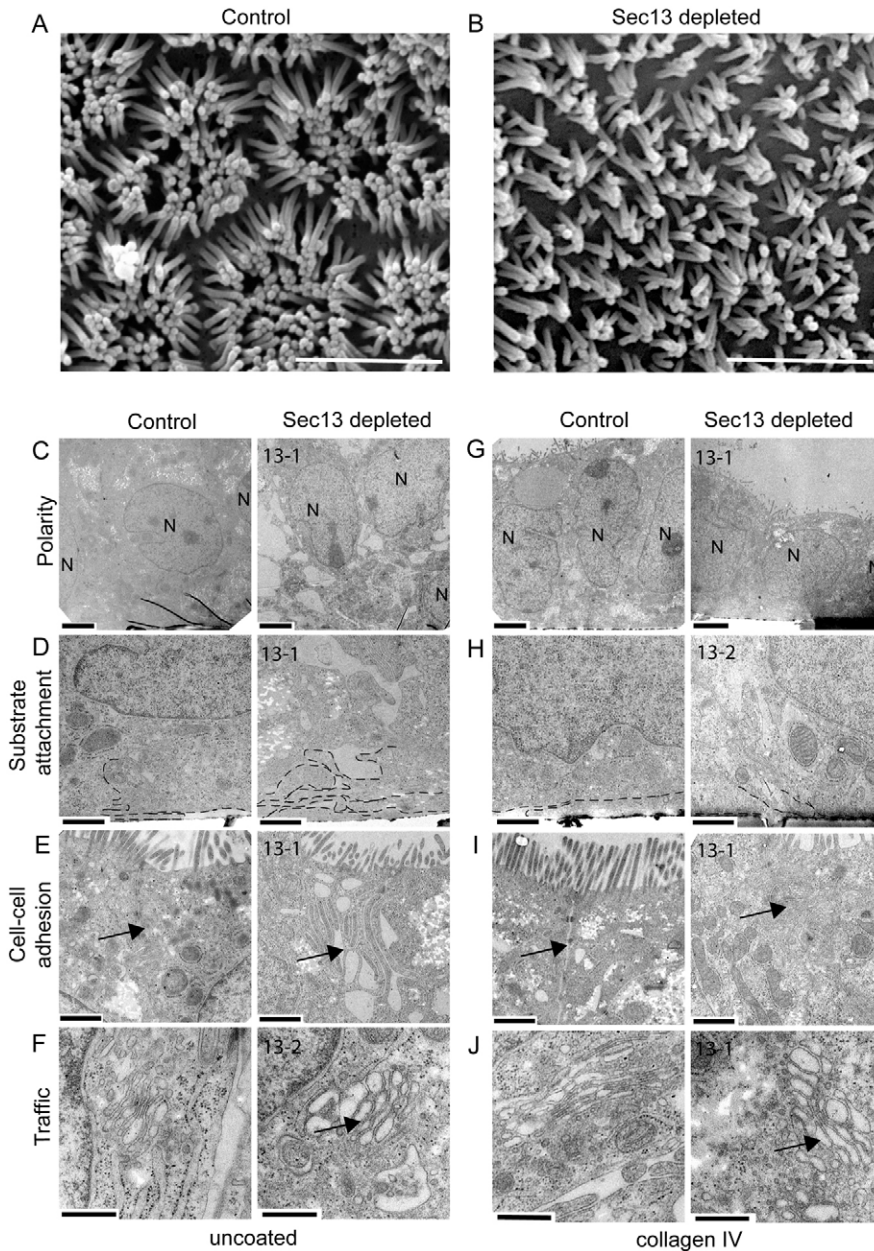 A Control B Sec13 depleted
Control Sec13 depleted Control Sec13 depleted
C 13-1 G 13-1
Polarity
N N N N N N N N N N N
D 13-1 H 13-2
Substrate
attachment
E 13-1 I 13-1
Cell-cell
adhesion
F 13-2 J 13-1
Traffic
uncoated collagen IV